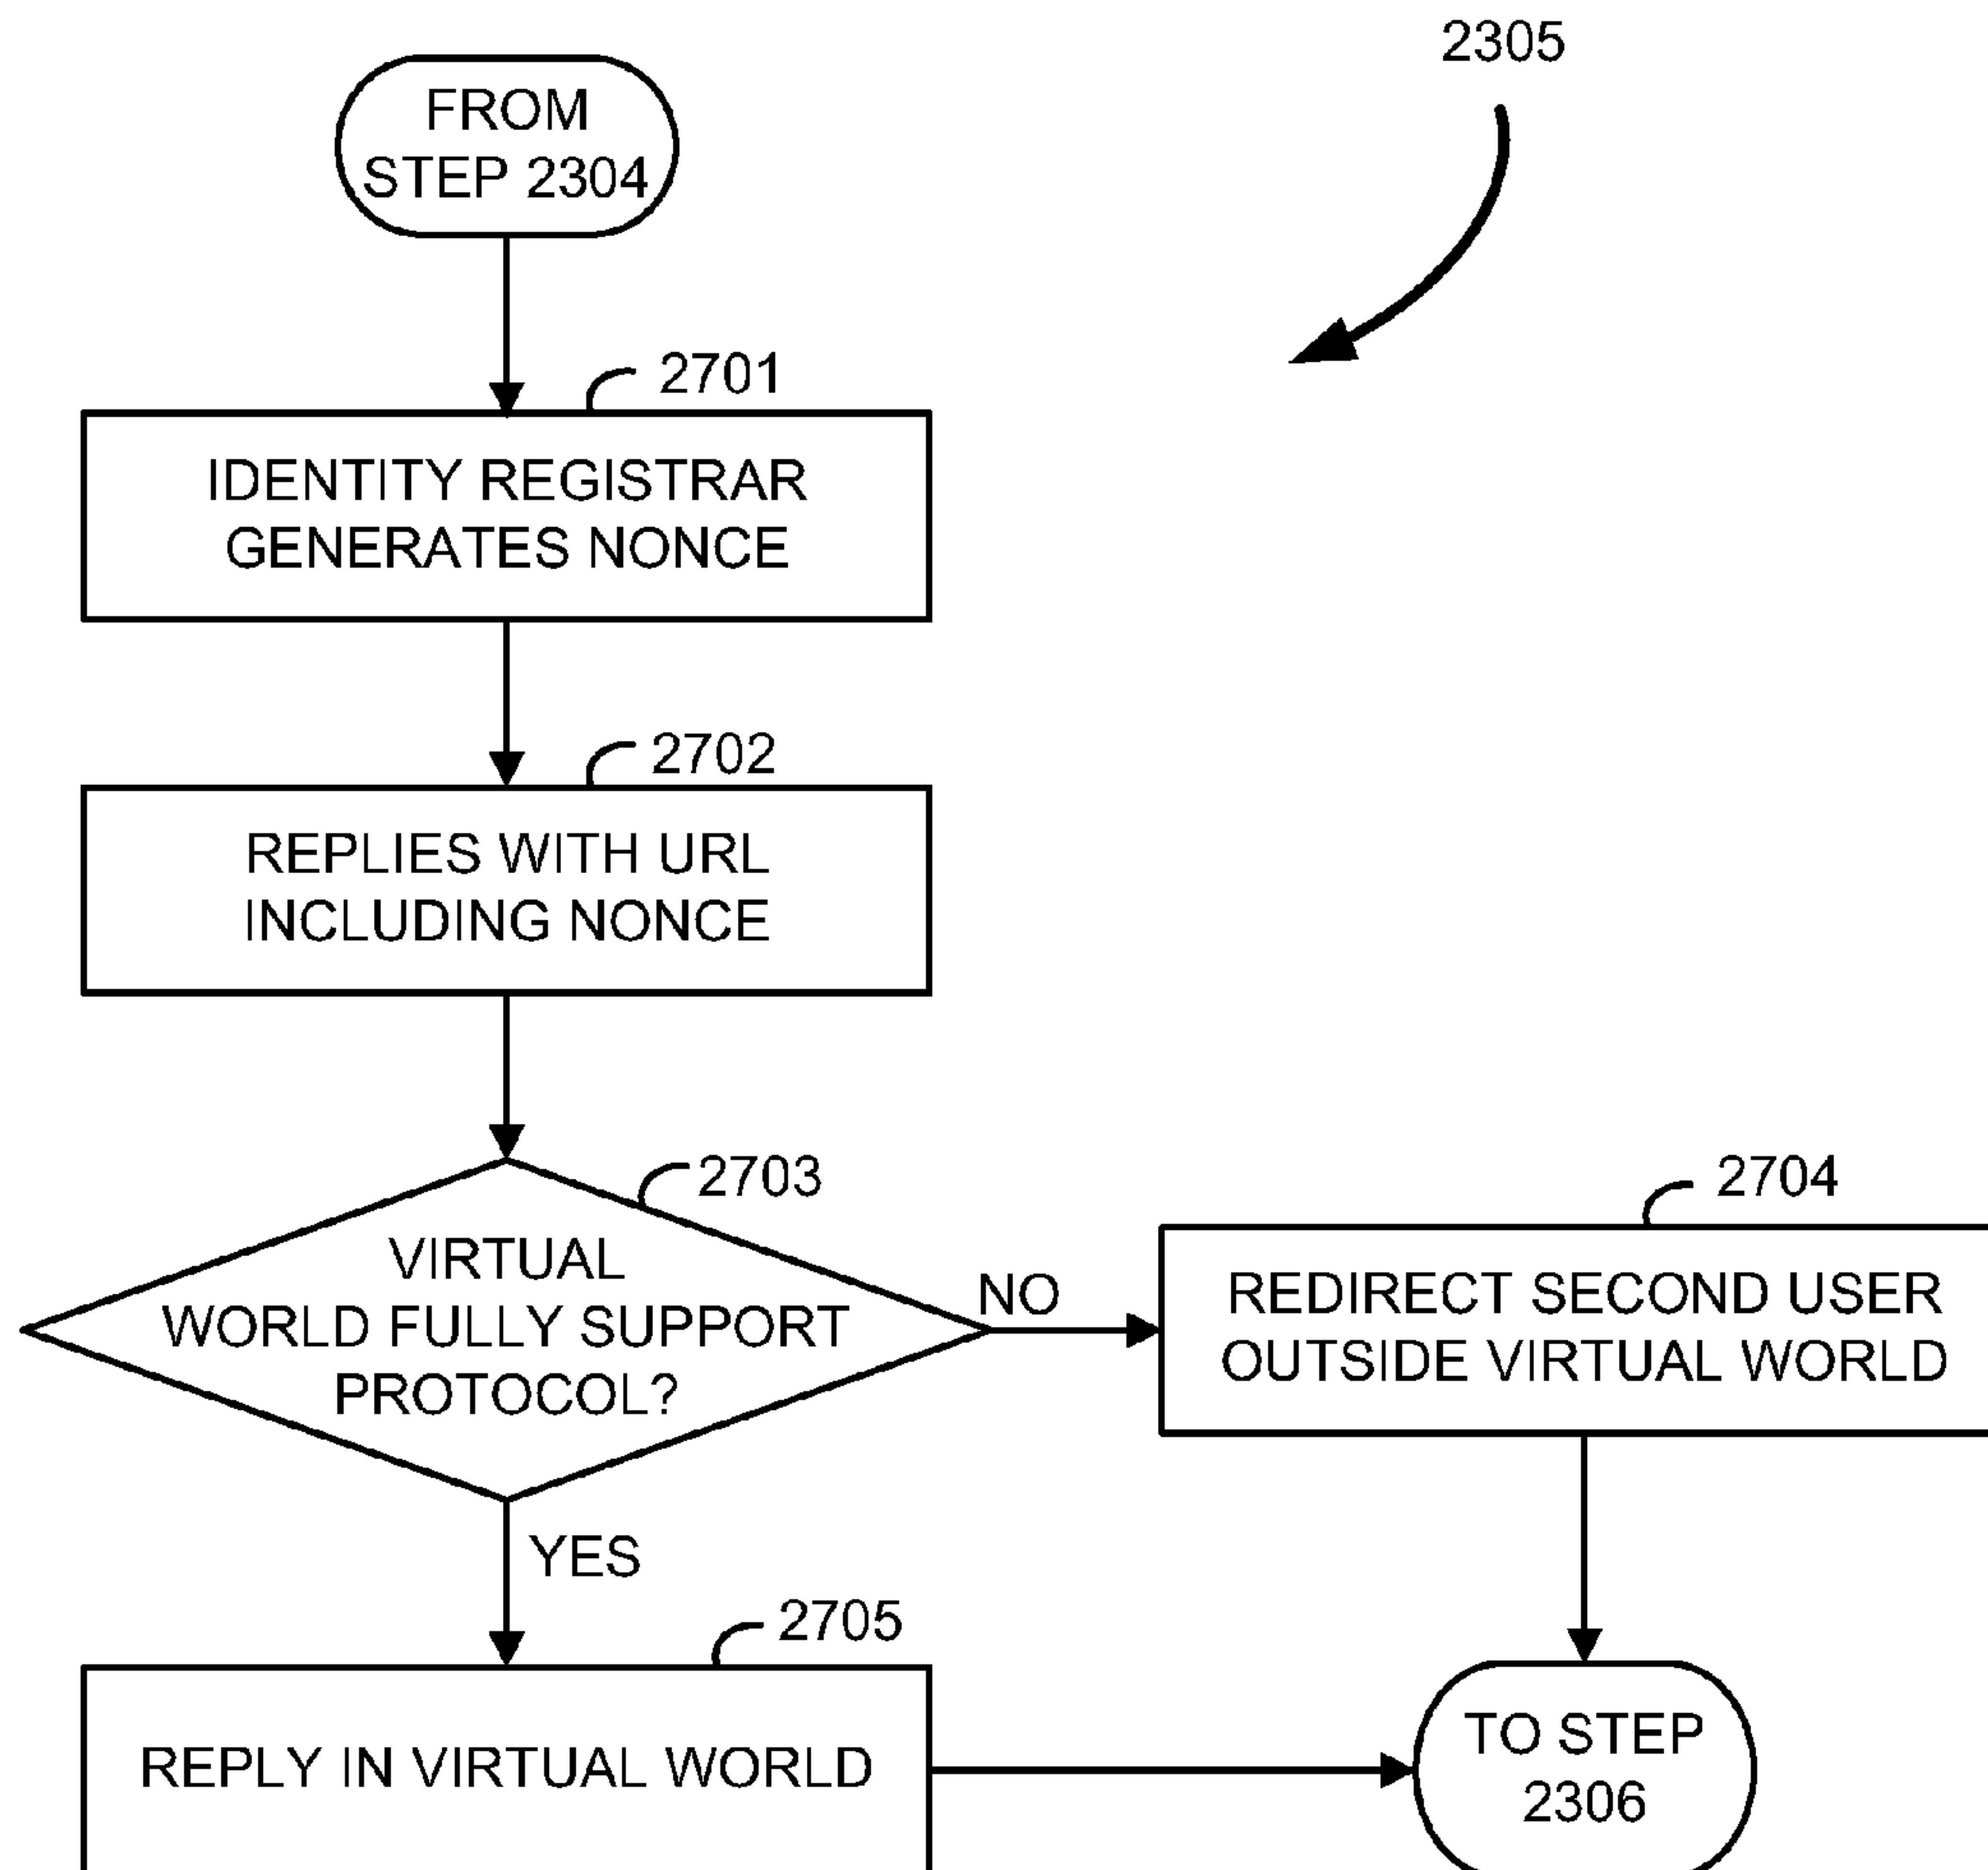 2305
FROM
STEP 2304
2701
IDENTITY REGISTRAR
GENERATES NONCE
2702
REPLIES WITH URL
INCLUDING NONCE
2703
VIRTUAL
WORLD FULLY SUPPORT
PROTOCOL?
NO
2704
REDIRECT SECOND USER
OUTSIDE VIRTUAL WORLD
YES
2705
REPLY IN VIRTUAL WORLD
TO STEP
2306